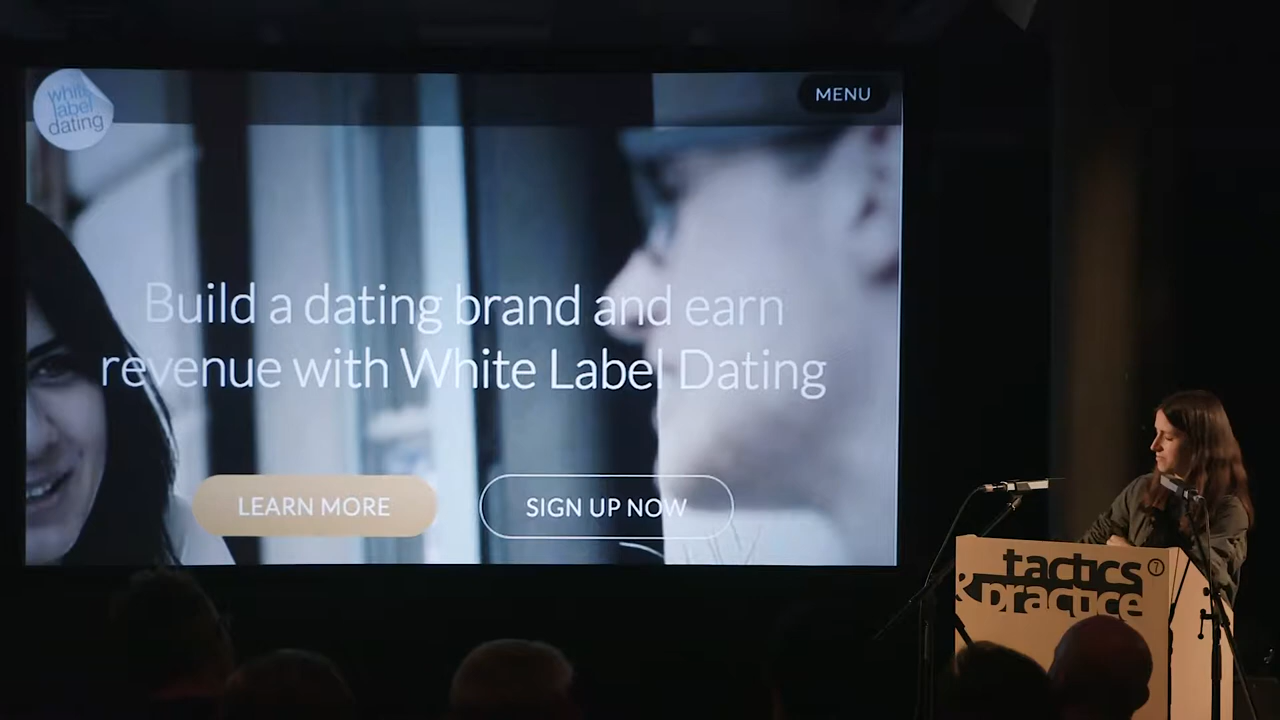 white
label
dating
MENU
Build a dating brand and earn
revenue with White Label Dating
LEARN MORE
SIGN UP NOW
tactics 7
& practice